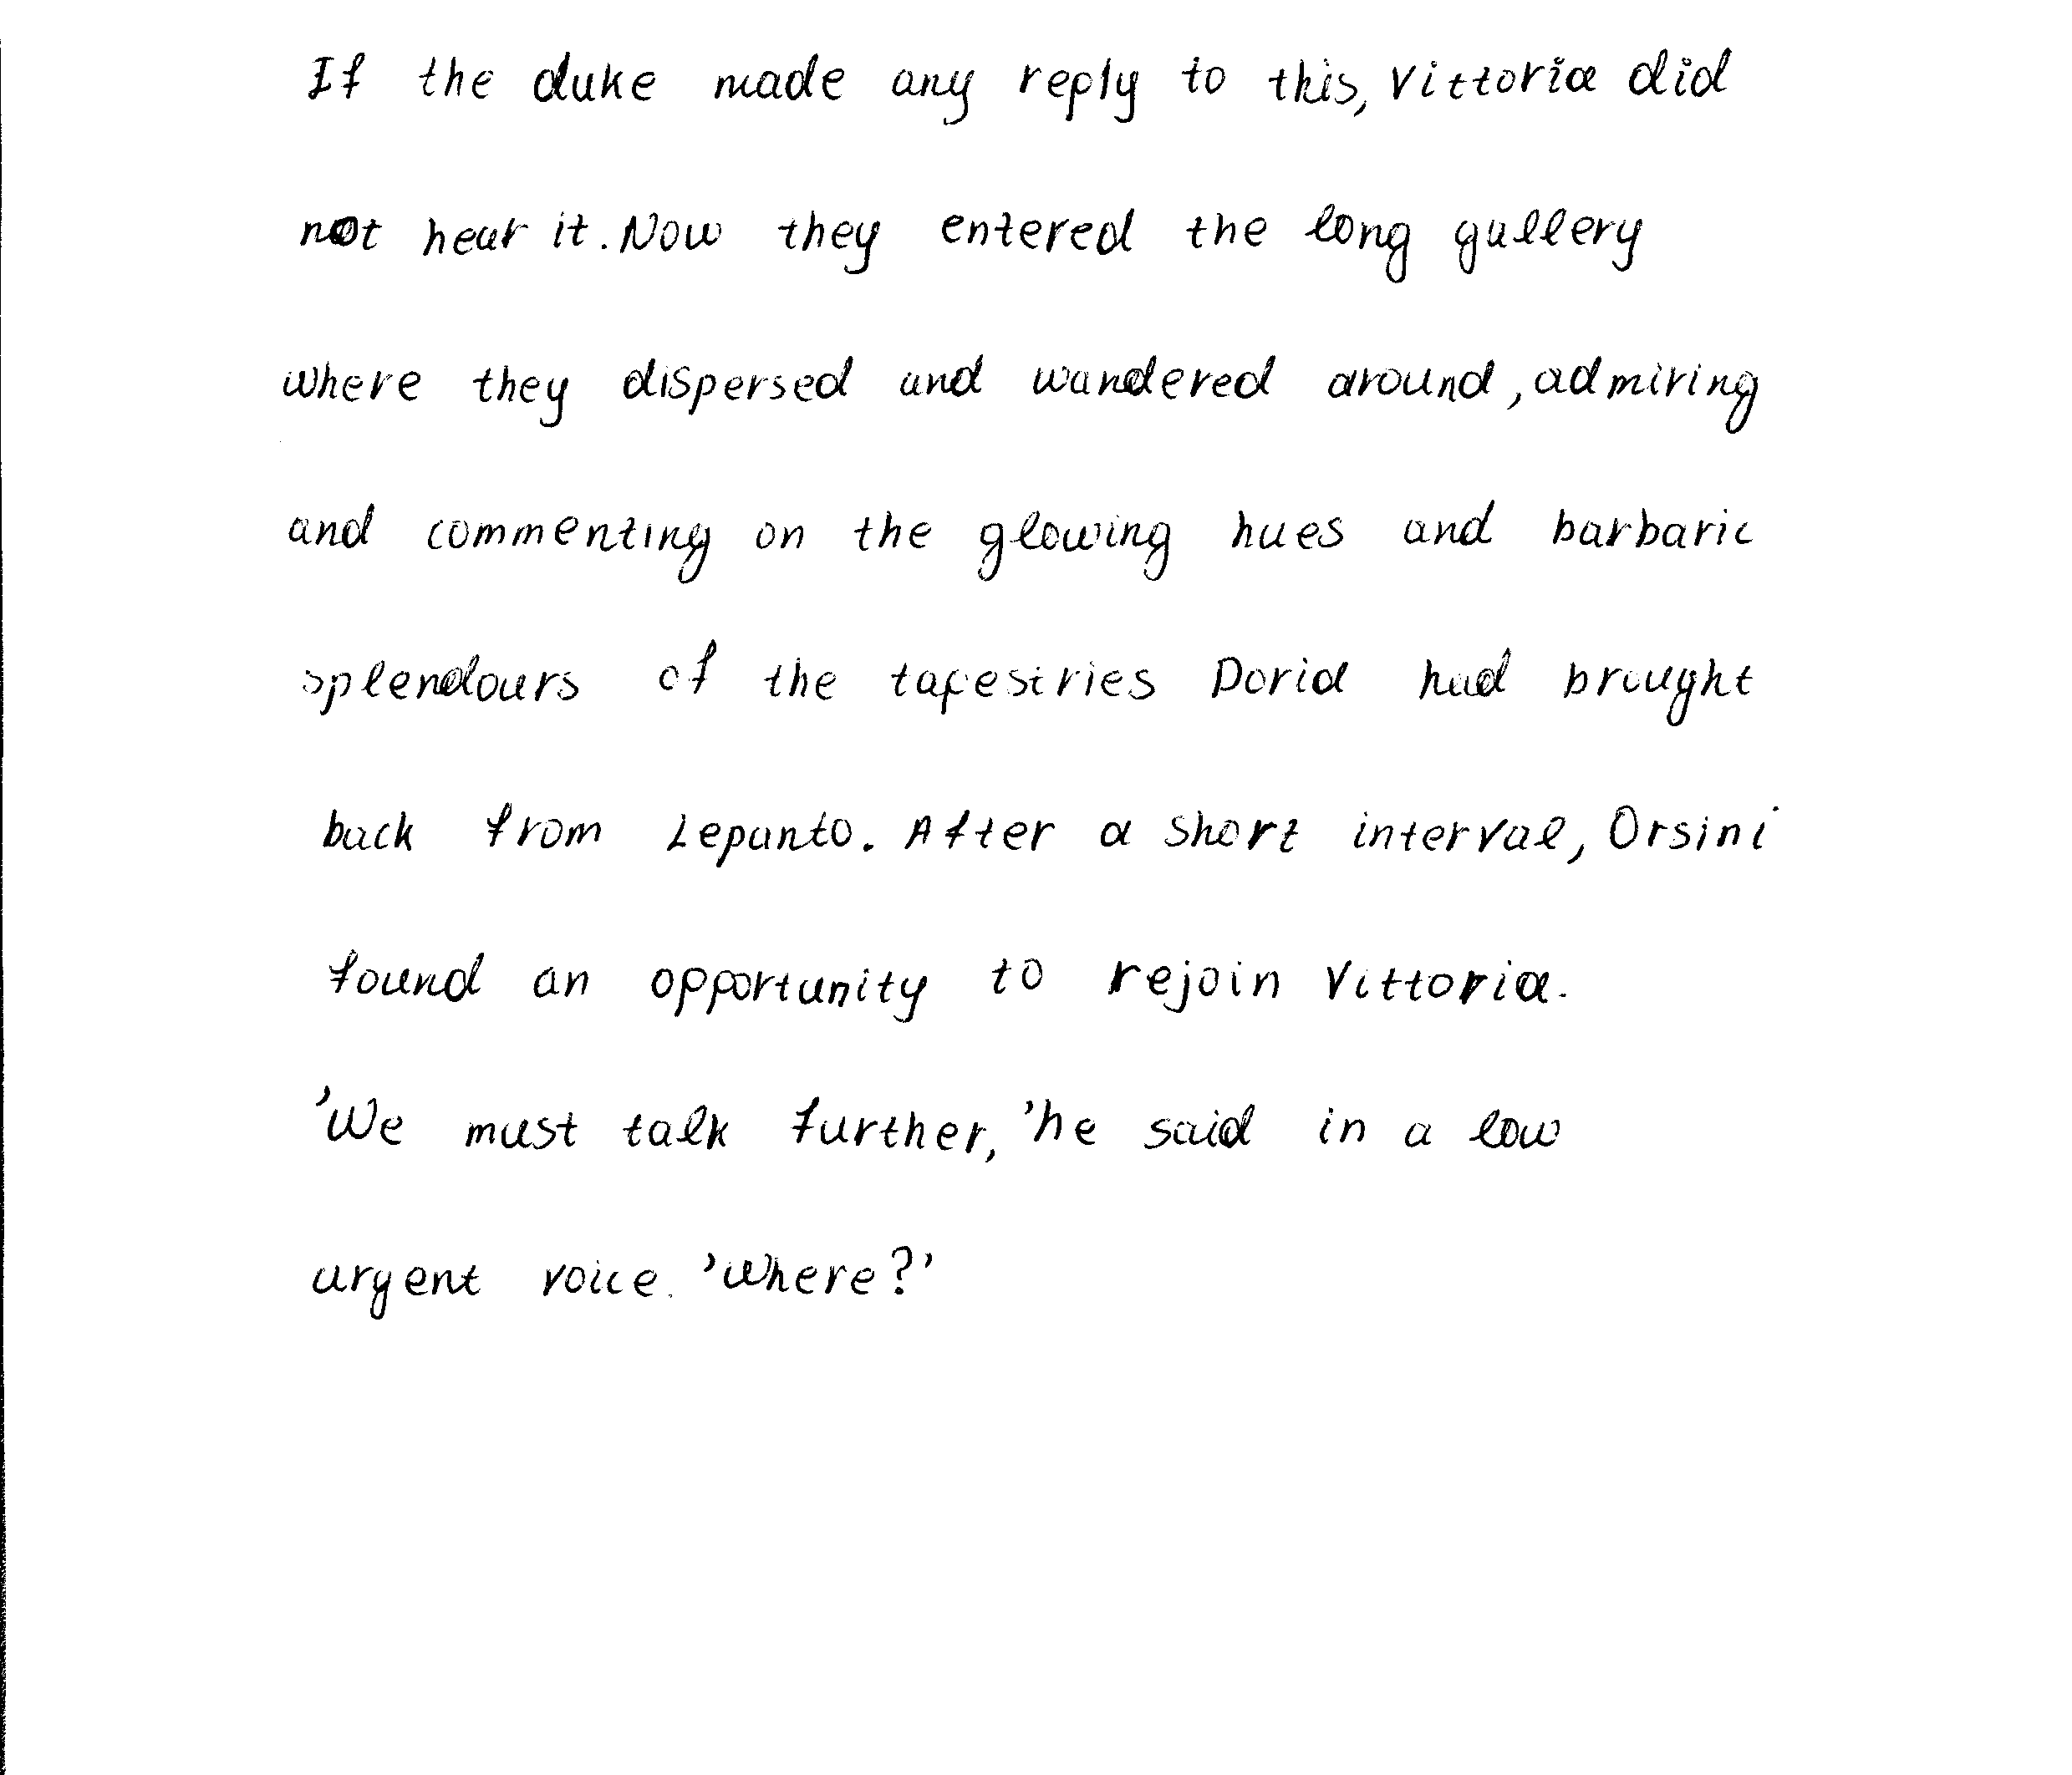 If the duke made any reply to this, Vittoria did
not hear it. Now they entered the long gallery
where they dispersed and wandered around, admiring
and commenting on the glowing hues and barbaric
splendours of the tapestries Doria had brought
back from Lepanto. After a short interval, Orsini
found an opportunity to rejoin Vittoria.
'We must talk further,' he said in a low
urgent voice. 'Where?'